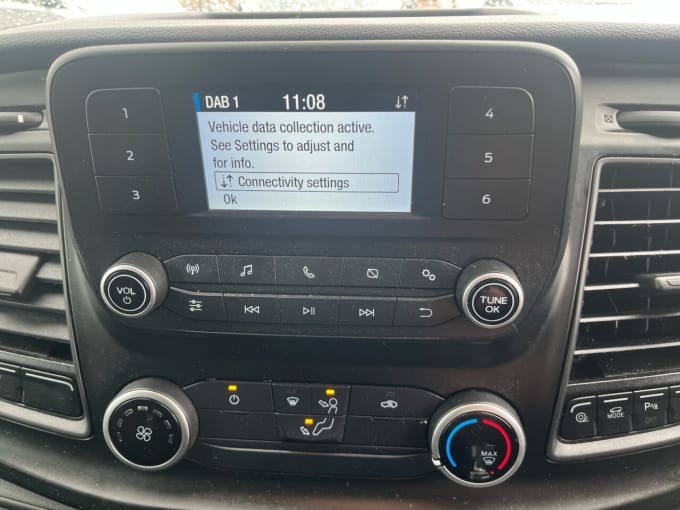 DAB 1 11:08
Vehicle data collection active.
See Settings to adjust and
for info.
Connectivity settings
Ok
1
2
3
4
5
6
VOL
TUNE
OK
MAX
MODE
P
OFF